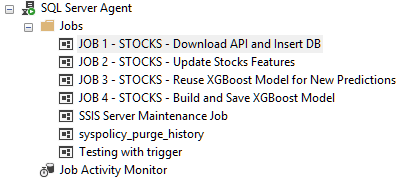 SQL Server Agent
Jobs
JOB 1 - STOCKS - Download API and Insert DB
JOB 2 - STOCKS - Update Stocks Features
JOB 3 - STOCKS - Reuse XGBoost Model for New Predictions
JOB 4 - STOCKS - Build and Save XGBoost Model
SSIS Server Maintenance Job
syspolicy_purge_history
Testing with trigger
Job Activity Monitor